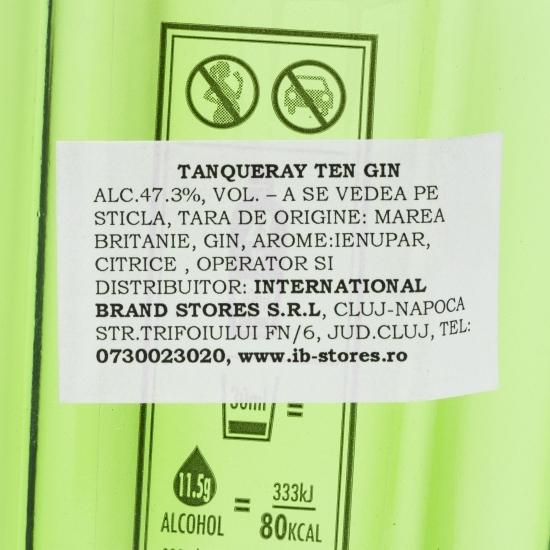 TANQUERAY TEN GIN
ALC.47.3%, VOL. – A SE VEDEA PE
STICLA, TARA DE ORIGINE: MAREA
BRITANIE, GIN, AROME:IENUPAR,
CITRICE , OPERATOR SI
DISTRIBUITOR: INTERNATIONAL
BRAND STORES S.R.L, CLUJ-NAPOCA
STR.TRIFOIULUI FN/6, JUD.CLUJ, TEL:
0730023020, www.ib-stores.ro
30ml =
11.5g = 333kJ
ALCOHOL 80KCAL